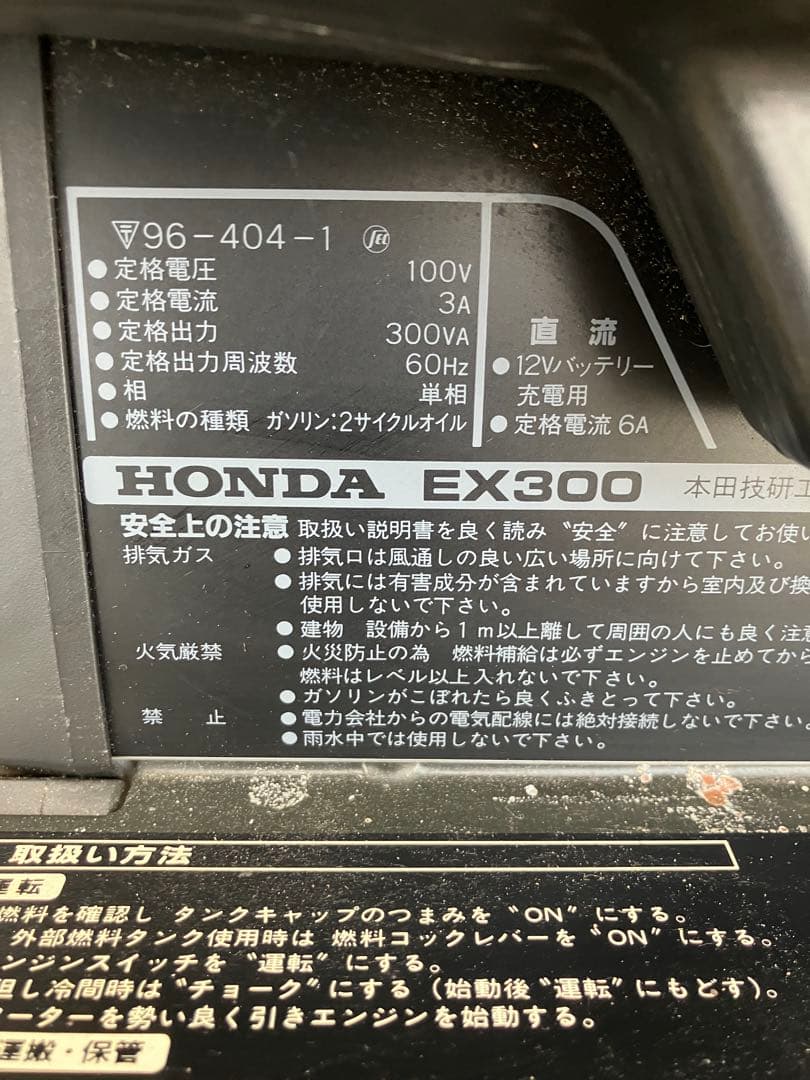 〒96-404-1 JET
●定格電圧 100V
●定格電流 3A
●定格出力 300VA
●定格出力周波数 60Hz
●相 単相
●燃料の種類 ガソリン:2サイクルオイル
直流
●12Vバッテリー
充電用
●定格電流 6A
HONDA EX300 本田技研工
安全上の注意 取扱い説明書を良く読み〝安全〟に注意してお使い
排気ガス ●排気口は風通しの良い広い場所に向けて下さい。
●排気には有害成分が含まれていますから室内及び換
使用しないで下さい。
●建物 設備から1m以上離して周囲の人にも良く注意
火気厳禁 ●火災防止の為 燃料補給は必ずエンジンを止めてから
燃料はレベル以上入れないで下さい。
●ガソリンがこぼれたら良くふきとって下さい。
禁止 ●電力会社からの電気配線には絶対接続しないで下さい。
●雨水中では使用しないで下さい。
取扱い方法
運転
燃料を確認し タンクキャップのつまみを〝ON〟にする。
外部燃料タンク使用時は 燃料コックレバーを〝ON〟にする。
ンジンスイッチを〝運転〟にする。
但し冷間時は〝チョーク〟にする(始動後〝運転〟にもどす)。
ターターを勢い良く引きエンジンを始動する。
運搬・保管